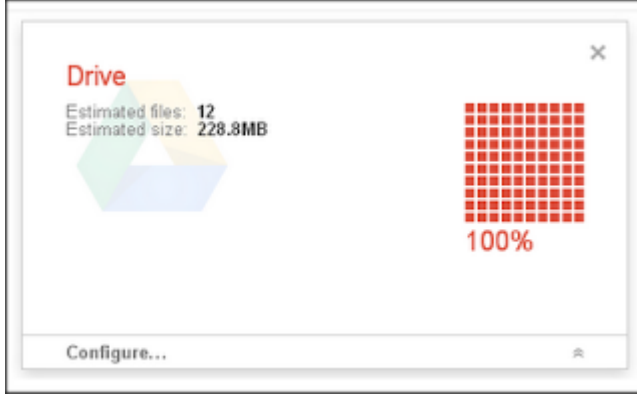 Drive
Estimated files: 12
Estimated size: 228.8MB
100%
Configure...